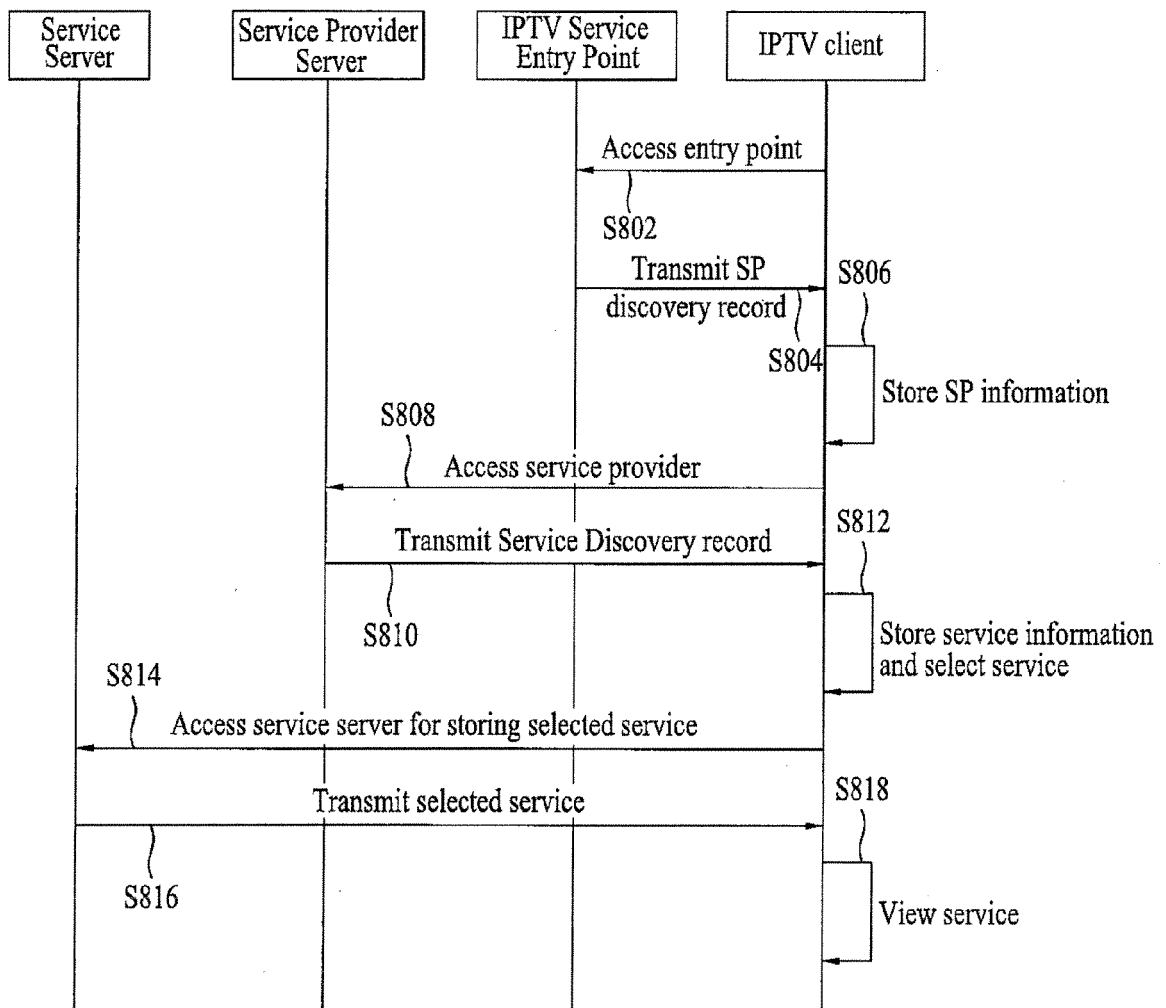 Service
Server
Service Provider
Server
IPTV Service
Entry Point
IPTV client
Access entry point
S802
Transmit SP
discovery record
S804
S806
Store SP information
S808
Access service provider
Transmit Service Discovery record
S810
S812
Store service information
and select service
S814
Access service server for storing selected service
Transmit selected service
S816
S818
View service